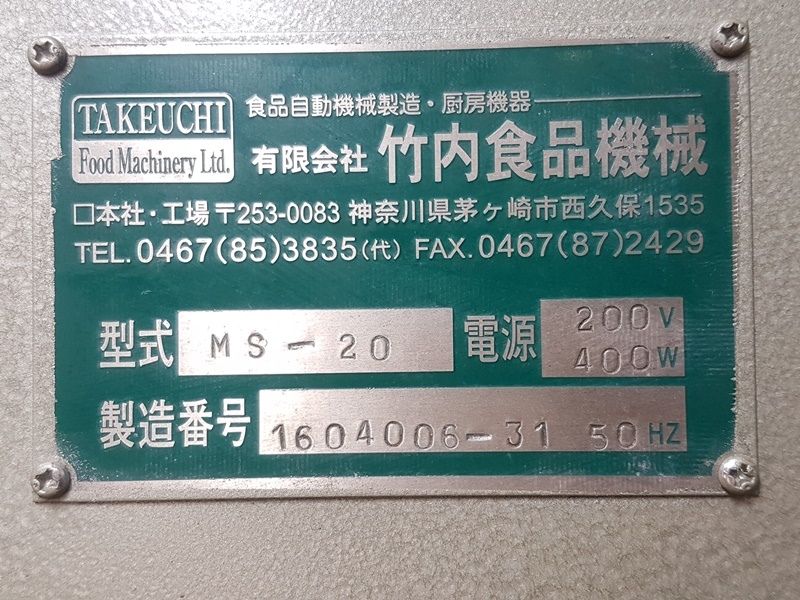 TAKEUCHI
Food Machinery Ltd.
食品自動機械製造・厨房機器
有限会社 竹内食品機械
□本社・工場 〒253-0083 神奈川県茅ヶ崎市西久保1535
TEL.0467(85)3835(代) FAX.0467(87)2429
型式 MS-20 電源 200V
400W
製造番号 1604006-31 50HZ